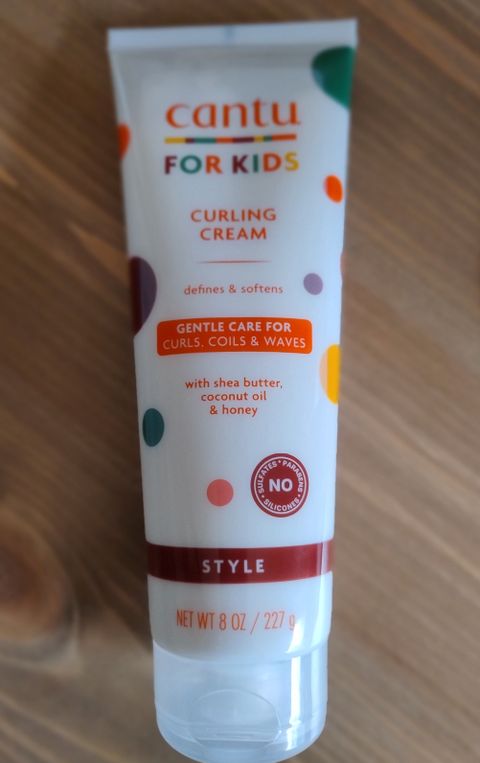 cantu
FOR KIDS
CURLING
CREAM
defines & softens
GENTLE CARE FOR
CURLS, COILS & WAVES
with shea butter,
coconut oil
& honey
SULFATES • PARABENS • SILICONES •
NO
STYLE
NET WT 8 OZ / 227 g